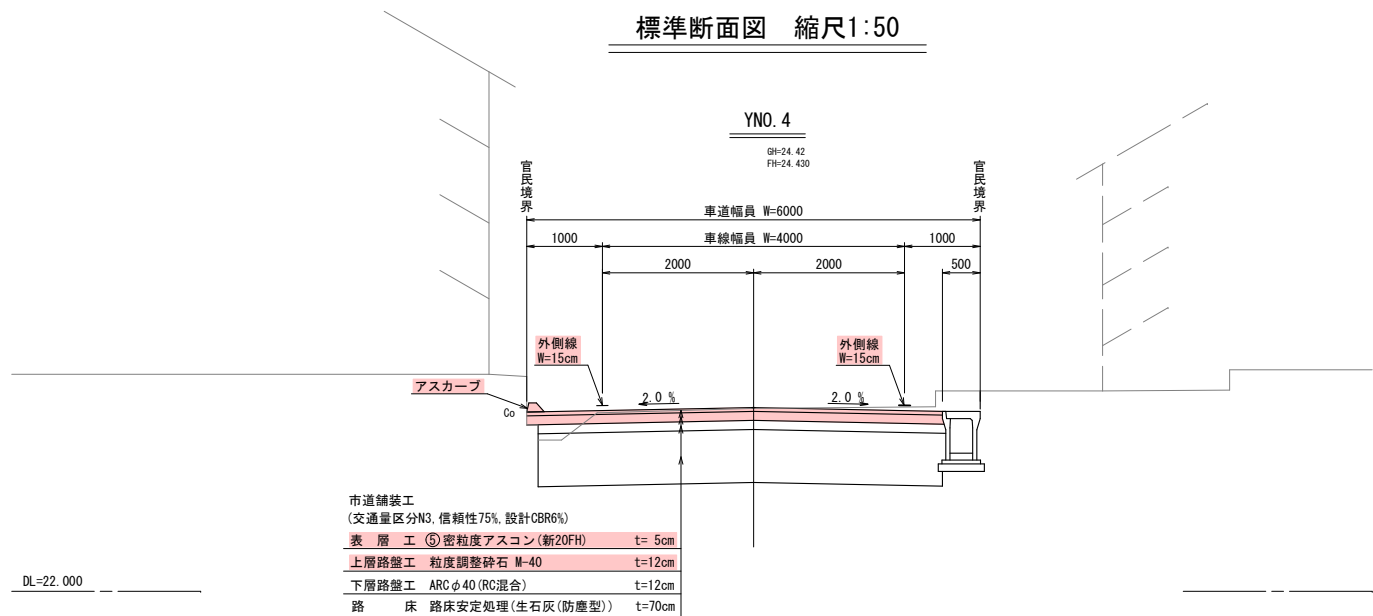 標準断面図 縮尺1:50
YNO.4
GH=24.42
FH=24.430
官民境界
官民境界
車道幅員 W=6000
1000
車線幅員 W=4000
1000
2000
2000
500
外側線
W=15cm
外側線
W=15cm
アスカーブ
Co
2.0 %
2.0 %
市道舗装工
(交通量区分N3,信頼性75%,設計CBR6%)
表 層 工 ⑤密粒度アスコン(新20FH) t= 5cm
上層路盤工 粒度調整砕石 M-40 t=12cm
下層路盤工 ARCφ40(RC混合) t=12cm
路 床 路床安定処理(生石灰(防塵型)) t=70cm
DL=22.000